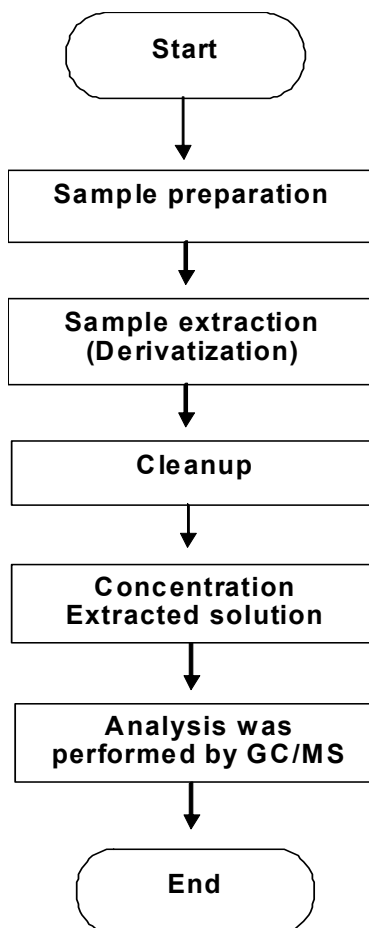 Start
Sample preparation
Sample extraction
(Derivatization)
Cleanup
Concentration
Extracted solution
Analysis was
performed by GC/MS
End